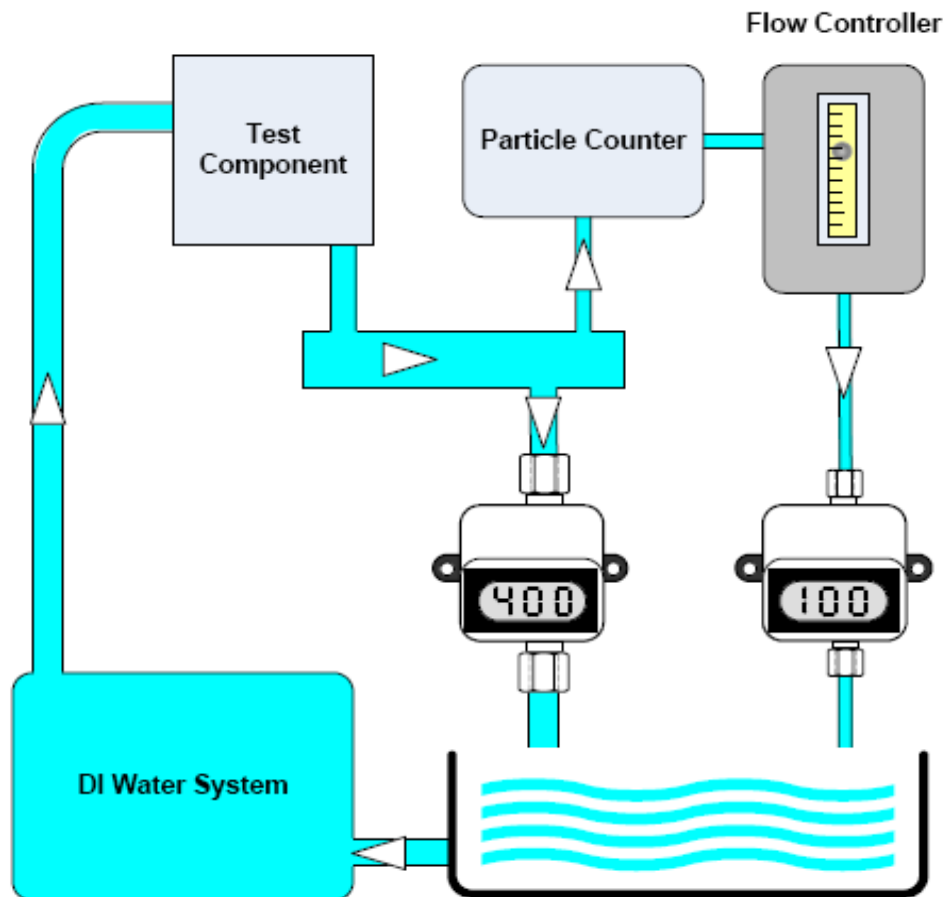 Flow Controller
Test
Component
Particle Counter
400
100
DI Water System